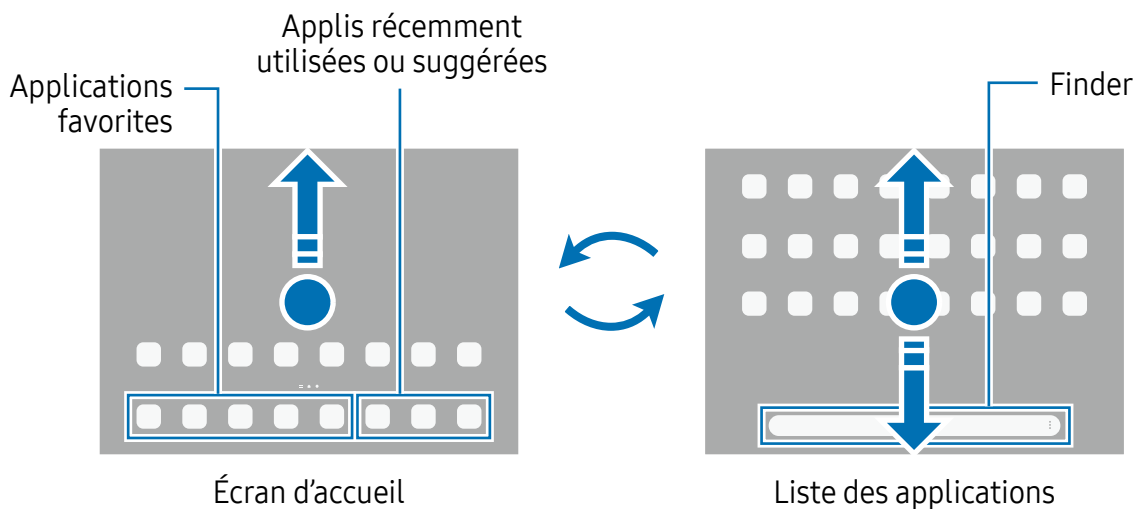 Applis récemment
utilisées ou suggérées
Applications
favorites
Finder
Écran d'accueil
Liste des applications